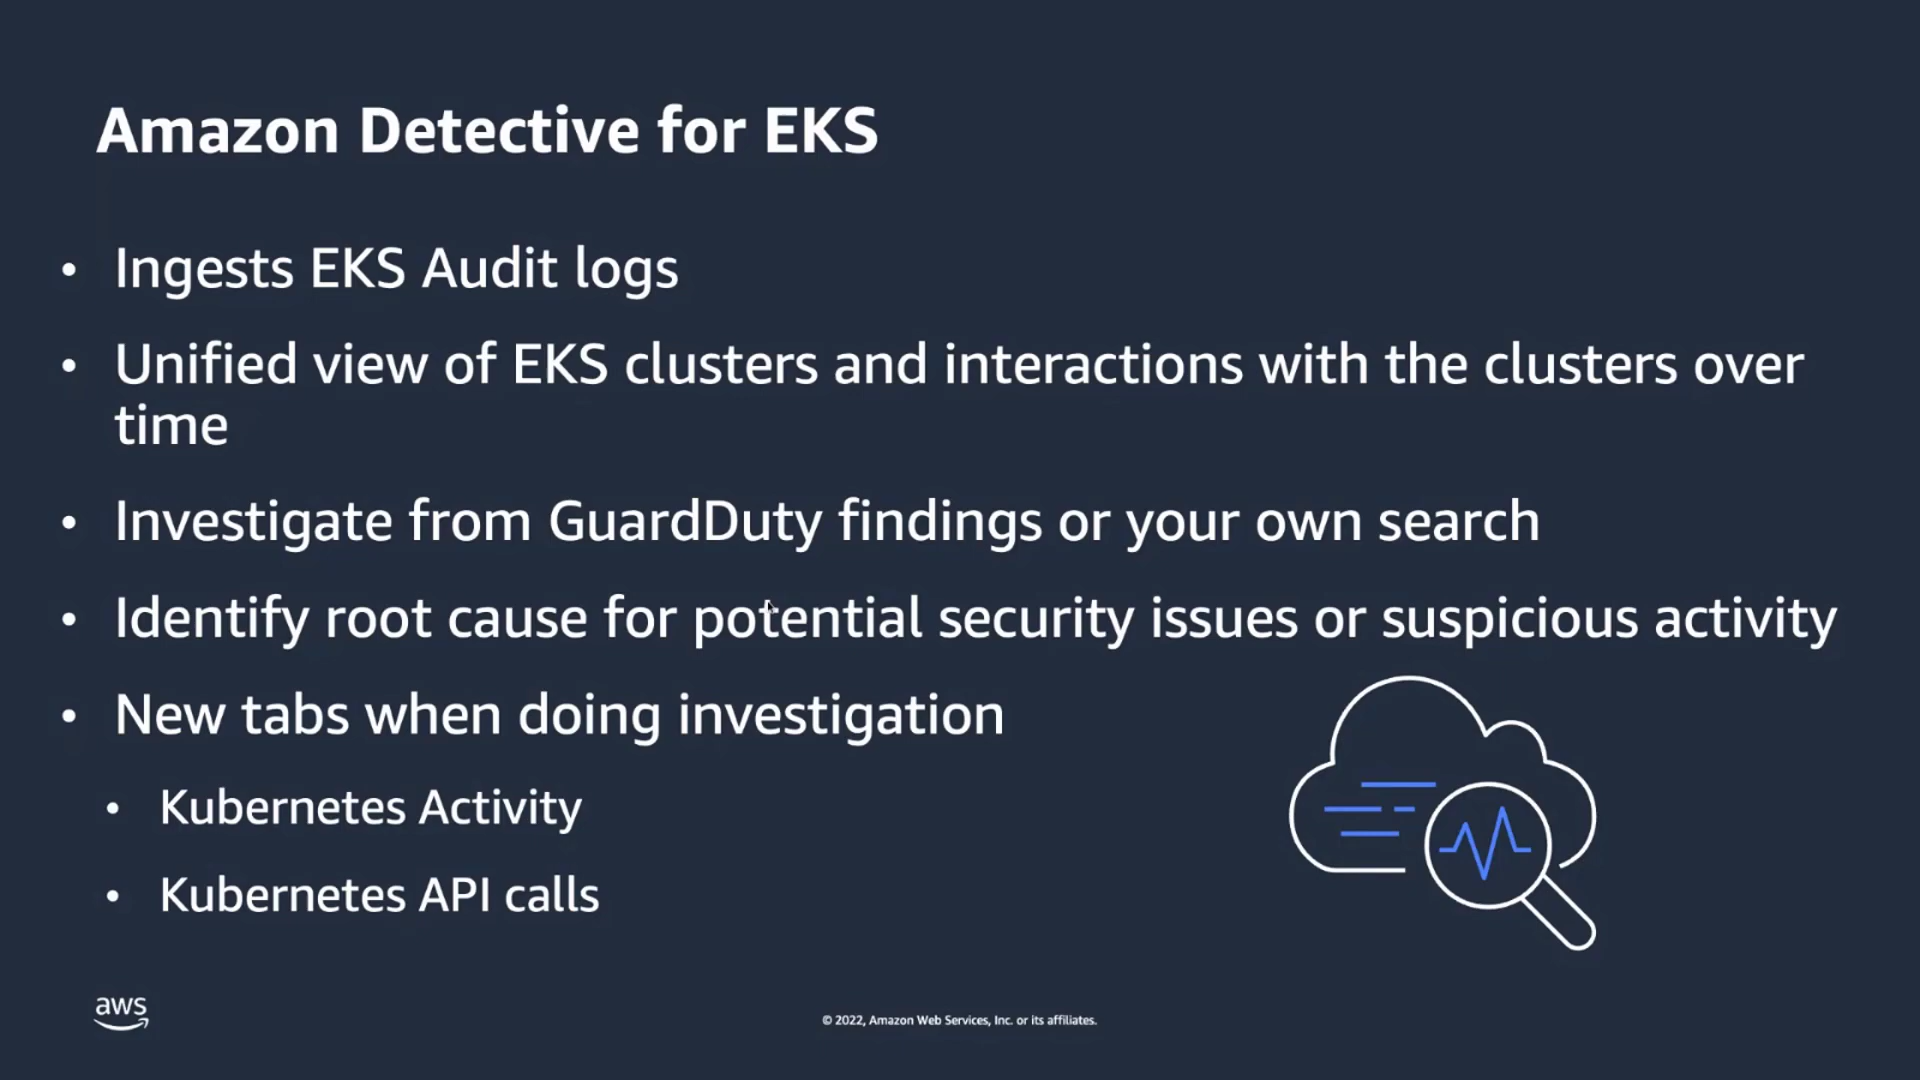 Amazon Detective for EKS
• Ingests EKS Audit logs
• Unified view of EKS clusters and interactions with the clusters over
time
• Investigate from GuardDuty findings or your own search
• Identify root cause for potential security issues or suspicious activity
• New tabs when doing investigation
• Kubernetes Activity
• Kubernetes API calls
aws
© 2022, Amazon Web Services, Inc. or its affiliates.